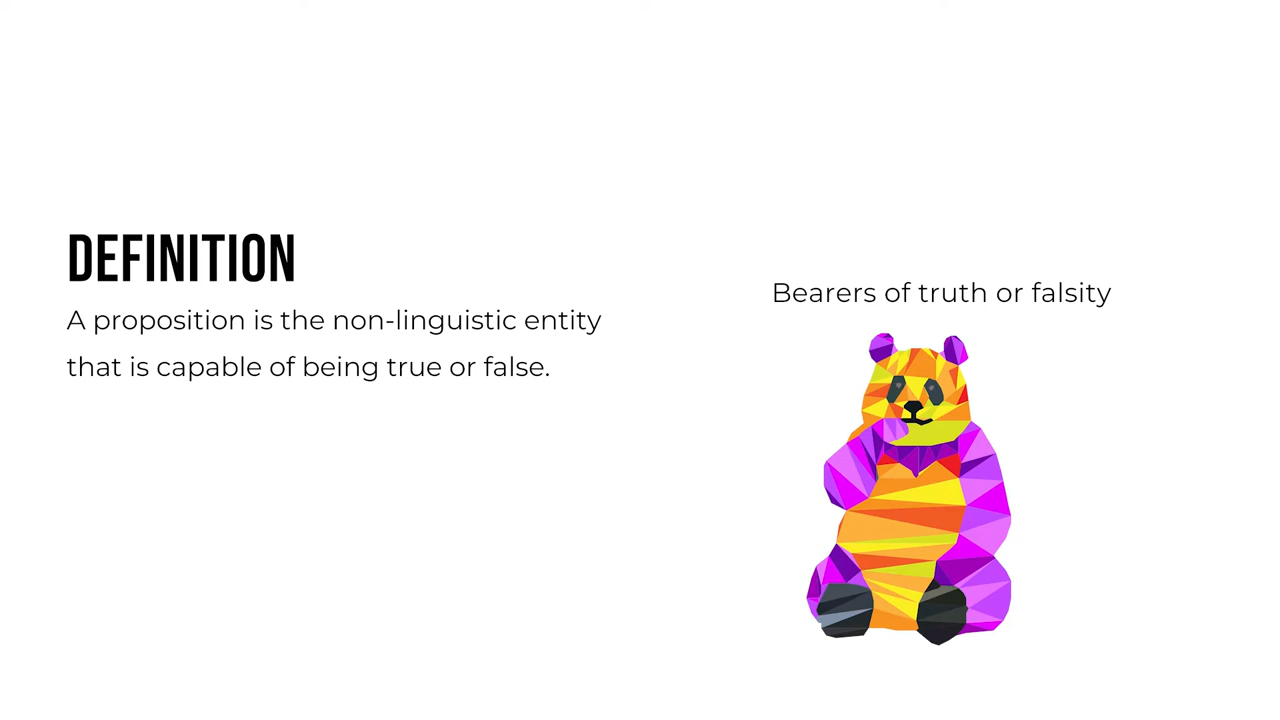 DEFINITION
A proposition is the non-linguistic entity
that is capable of being true or false.
Bearers of truth or falsity